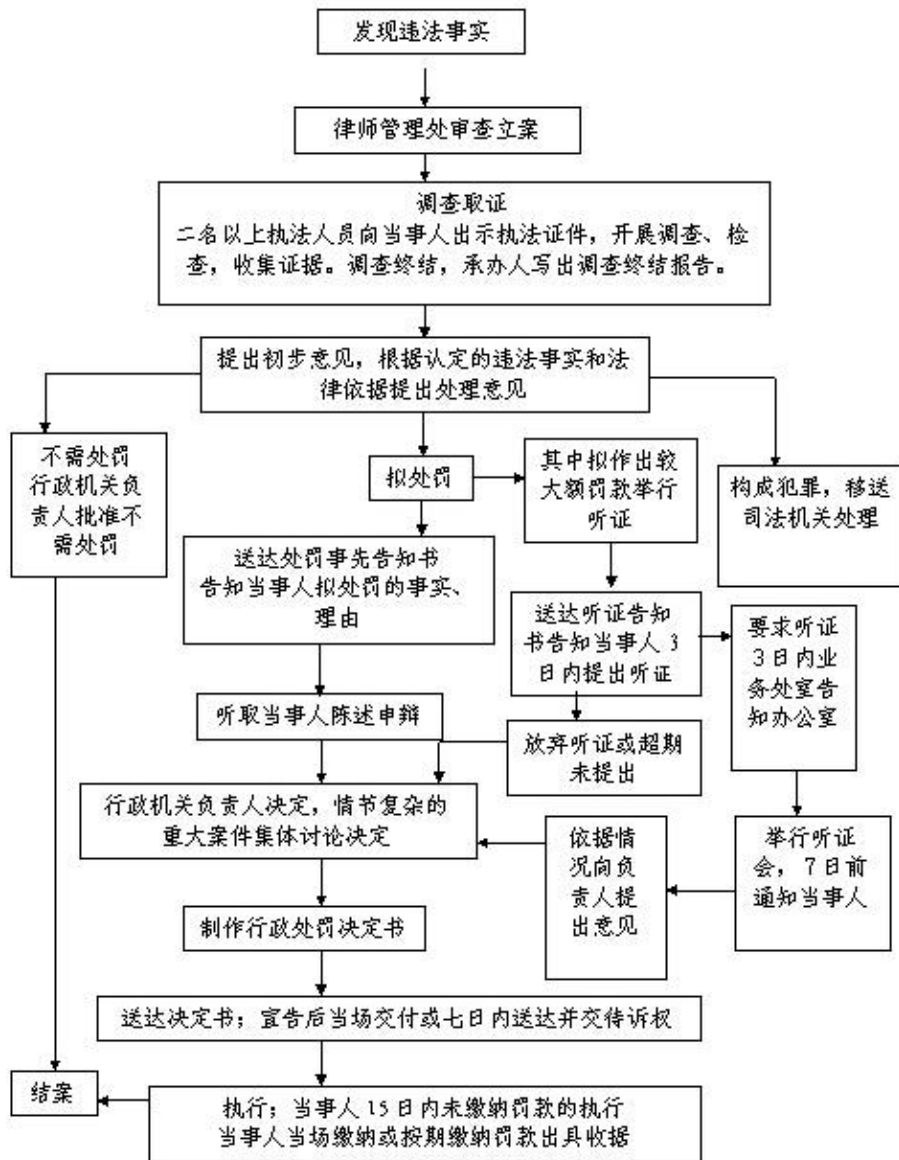 发现违法事实
律师管理处审查立案
调查取证
二名以上执法人员向当事人出示执法证件，开展调查、检
查，收集证据。调查终结，承办人写出调查终结报告。
提出初步意见，根据认定的违法事实和法
律依据提出处理意见
不需处罚
行政机关负
责人批准不
需处罚
拟处罚
其中拟作出较
大额罚款举行
听证
构成犯罪，移送
司法机关处理
送达处罚事先告知书
告知当事人拟处罚的事实、
理由
送达听证告知
书告知当事人 3
日内提出听证
要求听证
3 日内业
务处室告
知办公室
听取当事人陈述申辩
放弃听证或超期
未提出
行政机关负责人决定，情节复杂的
重大案件集体讨论决定
依据情
况向负
责人提
出意见
举行听证
会，7 日前
通知当事人
制作行政处罚决定书
送达决定书；宣告后当场交付或七日内送达并交待诉权
结案
执行；当事人 15 日内未缴纳罚款的执行
当事人当场缴纳或按期缴纳罚款出具收据